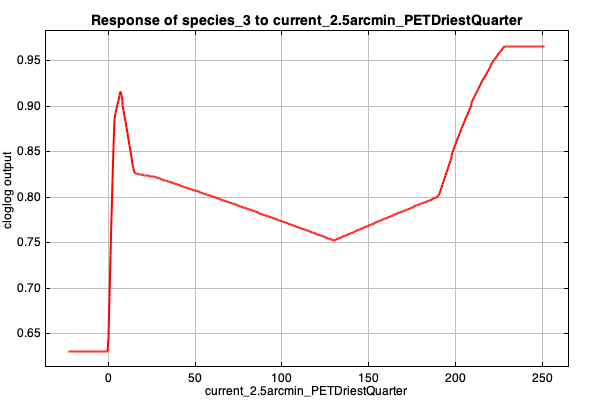 Response of species_3 to current_2.5arcmin_PETDriestQuarter
0.95
0.90
0.85
0.80
0.75
0.70
0.65
cloglog output
0 50 100 150 200 250
current_2.5arcmin_PETDriestQuarter